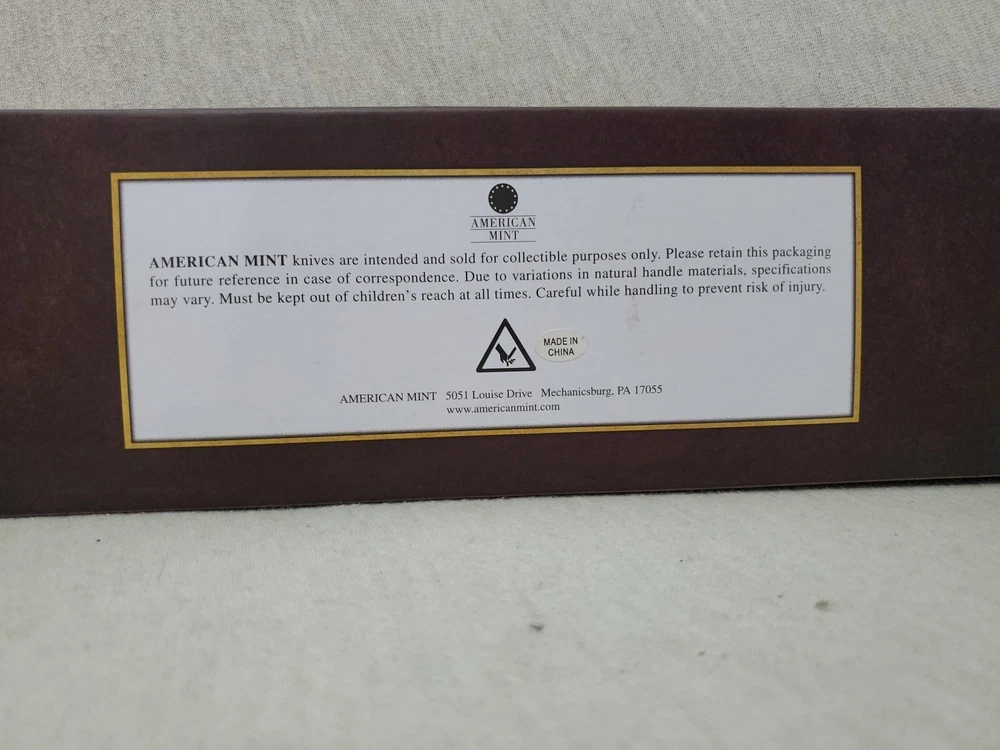 AMERICAN
MINT
AMERICAN MINT knives are intended and sold for collectible purposes only. Please retain this packaging
for future reference in case of correspondence. Due to variations in natural handle materials, specifications
may vary. Must be kept out of children's reach at all times. Careful while handling to prevent risk of injury.
MADE IN
CHINA
AMERICAN MINT 5051 Louise Drive Mechanicsburg, PA 17055
www.americanmint.com